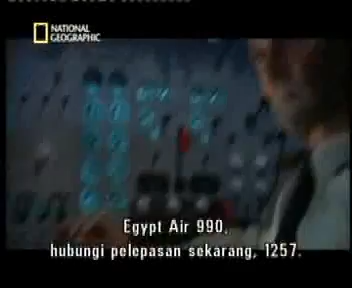 NATIONAL
GEOGRAPHIC
Egypt Air 990,
hubungi pelepasan sekarang, 1257.